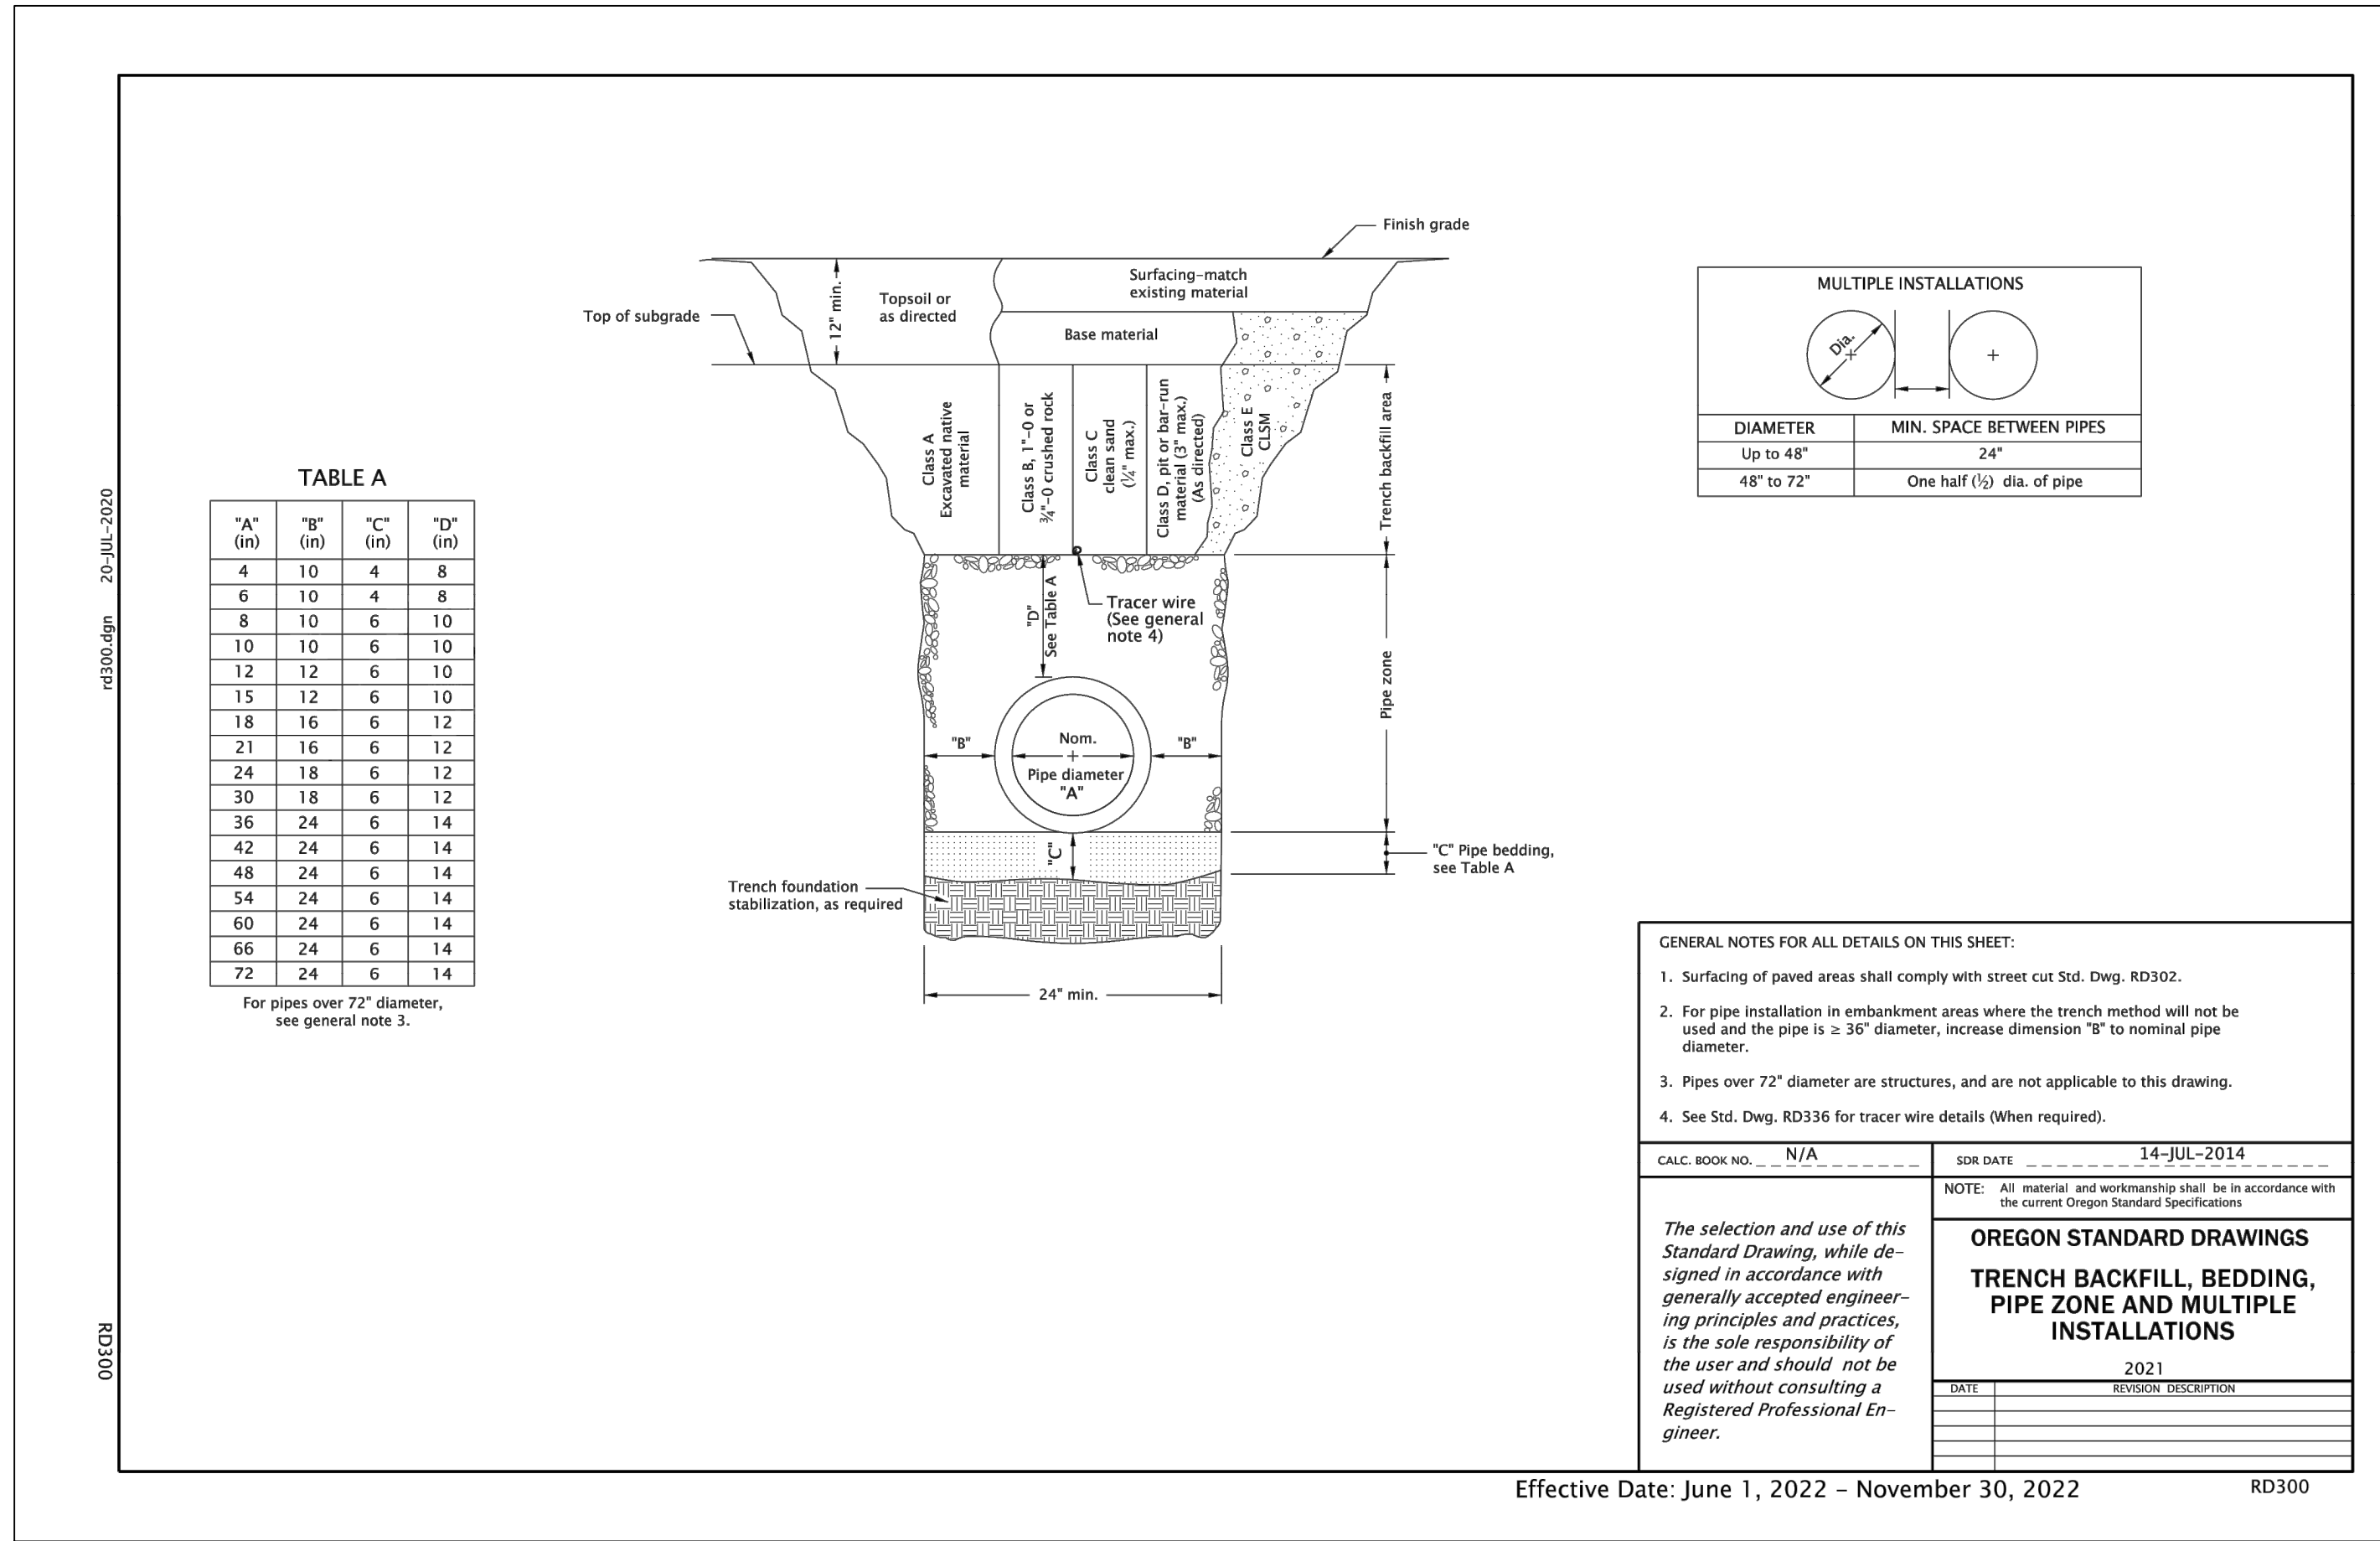 Finish grade
Surfacing–match
existing material
12" min.
Topsoil or
as directed
Top of subgrade
Base material
Class A
Excavated native
material
Class B, 1"–0 or
¾"–0 crushed rock
Class C
clean sand
(¼" max.)
Class D, pit or bar–run
material (3" max.)
(As directed)
Class E
CLSM
Trench backfill area
"D"
See Table A
Tracer wire
(See general
note 4)
Pipe zone
"B"
Nom.
Pipe diameter
"A"
"B"
"C"
"C" Pipe bedding,
see Table A
Trench foundation
stabilization, as required
24" min.
MULTIPLE INSTALLATIONS
Dia.
DIAMETER MIN. SPACE BETWEEN PIPES
Up to 48" 24"
48" to 72" One half (½) dia. of pipe
TABLE A
"A" "B" "C" "D"
(in) (in) (in) (in)
4 10 4 8
6 10 4 8
8 10 6 10
10 10 6 10
12 12 6 10
15 12 6 10
18 16 6 12
21 16 6 12
24 18 6 12
30 18 6 12
36 24 6 14
42 24 6 14
48 24 6 14
54 24 6 14
60 24 6 14
66 24 6 14
72 24 6 14
For pipes over 72" diameter,
see general note 3.
rd300.dgn 20–JUL–2020
RD300
GENERAL NOTES FOR ALL DETAILS ON THIS SHEET:
1. Surfacing of paved areas shall comply with street cut Std. Dwg. RD302.
2. For pipe installation in embankment areas where the trench method will not be
used and the pipe is ≥ 36" diameter, increase dimension "B" to nominal pipe
diameter.
3. Pipes over 72" diameter are structures, and are not applicable to this drawing.
4. See Std. Dwg. RD336 for tracer wire details (When required).
CALC. BOOK NO. N/A
SDR DATE 14–JUL–2014
NOTE: All material and workmanship shall be in accordance with
the current Oregon Standard Specifications
The selection and use of this
Standard Drawing, while de–
signed in accordance with
generally accepted engineer–
ing principles and practices,
is the sole responsibility of
the user and should not be
used without consulting a
Registered Professional En–
gineer.
OREGON STANDARD DRAWINGS
TRENCH BACKFILL, BEDDING,
PIPE ZONE AND MULTIPLE
INSTALLATIONS
2021
DATE REVISION DESCRIPTION
Effective Date: June 1, 2022 – November 30, 2022
RD300